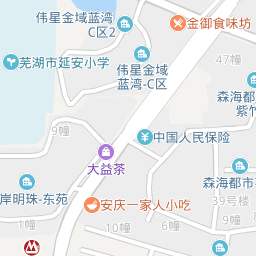 伟星金域蓝湾
C区2
金御食味坊
芜湖市延安小学
伟星金域
蓝湾-C区
47幢
森海都
紫竹
9幢
中国人民保险
大益茶
森海都市
岸明珠-东苑
安庆一家人小吃
39号楼
1幢
10幢